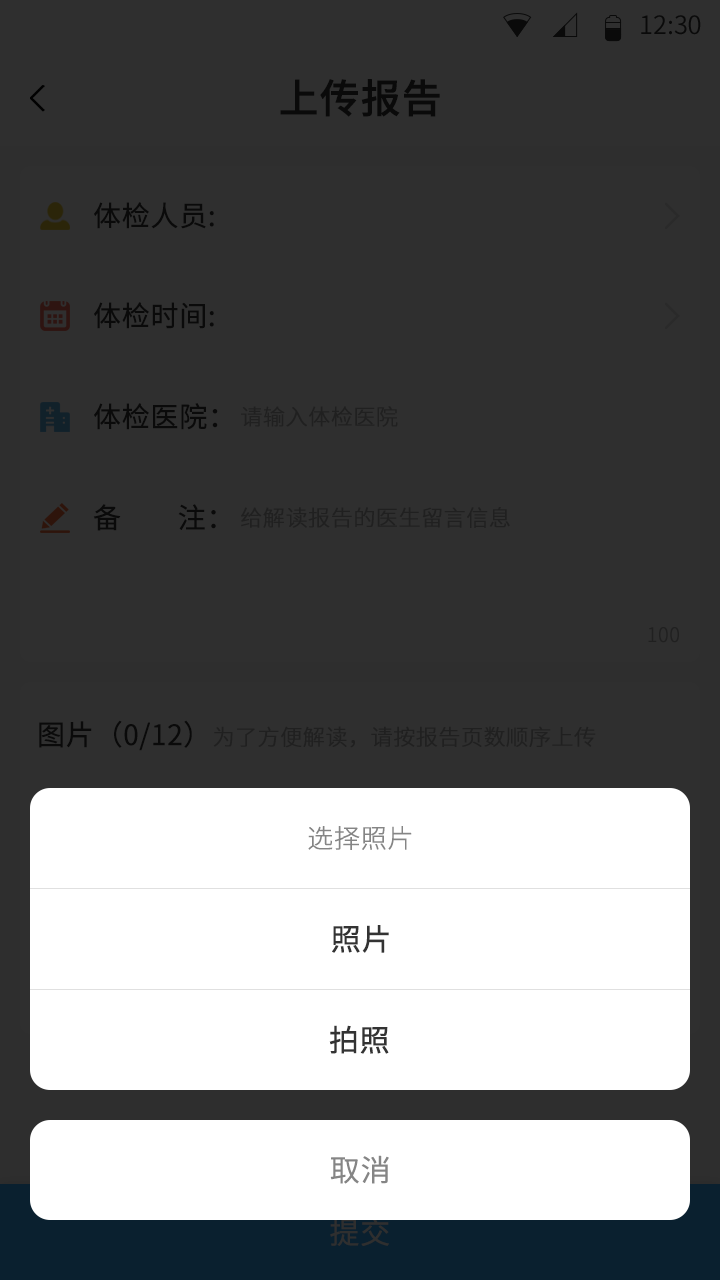 12:30
上传报告
体检人员:
体检时间:
体检医院： 请输入体检医院
备 注： 给解读报告的医生留言信息
100
图片（0/12） 为了方便解读，请按报告页数顺序上传
选择照片
照片
拍照
取消
提交